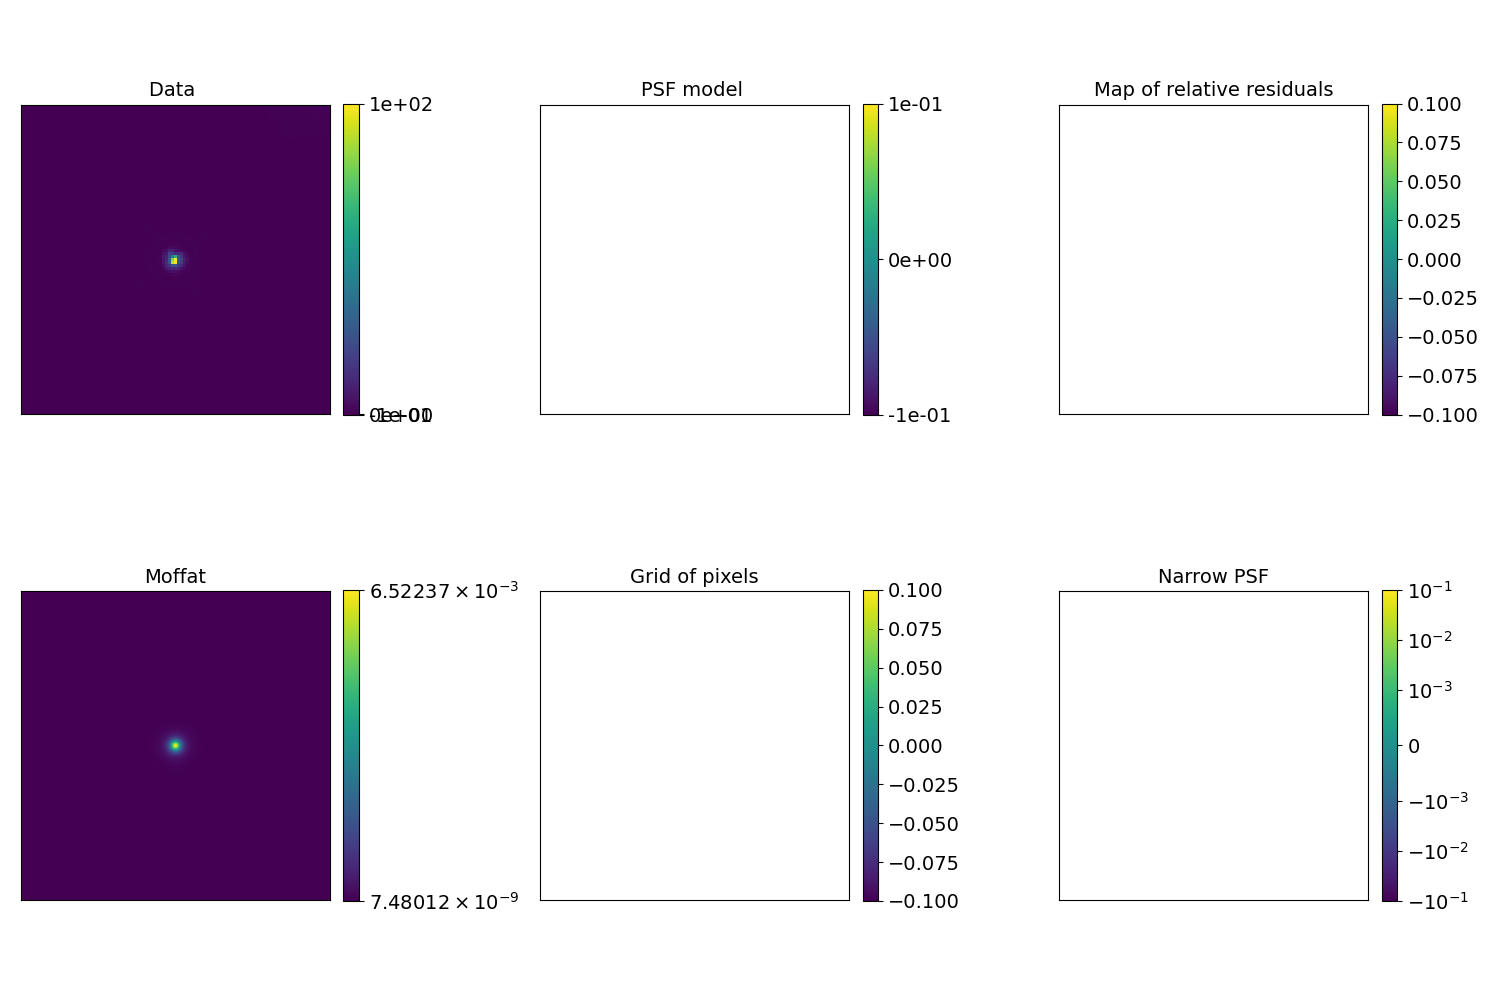 Data
1e+02
0e+00
-1e-01
PSF model
1e-01
0e+00
-1e-01
Map of relative residuals
0.100
0.075
0.050
0.025
0.000
−0.025
−0.050
−0.075
−0.100
Moffat
6.52237 × 10⁻³
7.48012 × 10⁻⁹
Grid of pixels
0.100
0.075
0.050
0.025
0.000
−0.025
−0.050
−0.075
−0.100
Narrow PSF
10⁻¹
10⁻²
10⁻³
0
−10⁻³
−10⁻²
−10⁻¹